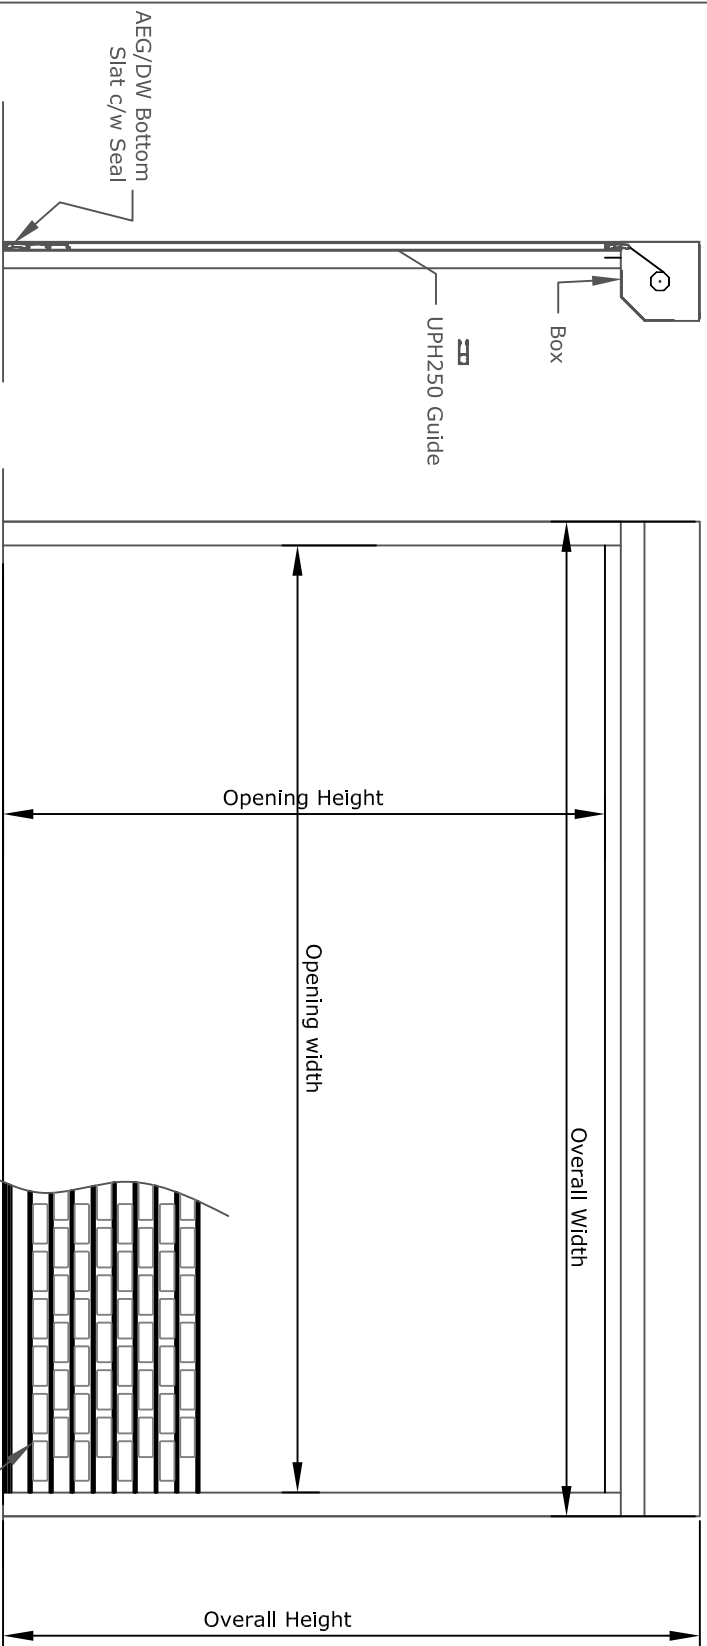 AEG/DW Bottom
Slat c/w Seal
Box
UPH250 Guide
Opening Height
Opening width
Overall Width
Overall Height